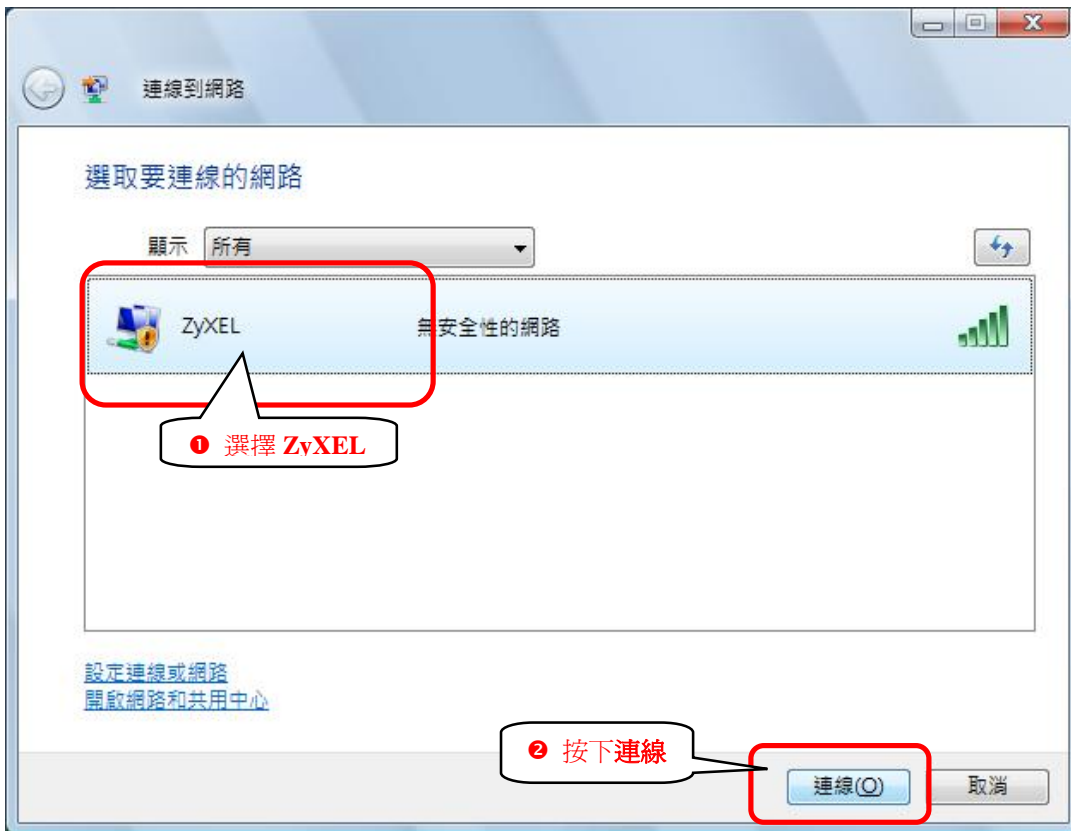 連線到網路
選取要連線的網路
顯示 所有
ZyXEL 無安全性的網路
❶ 選擇 ZyXEL
設定連線或網路
開啟網路和共用中心
❷ 按下連線
連線(O) 取消